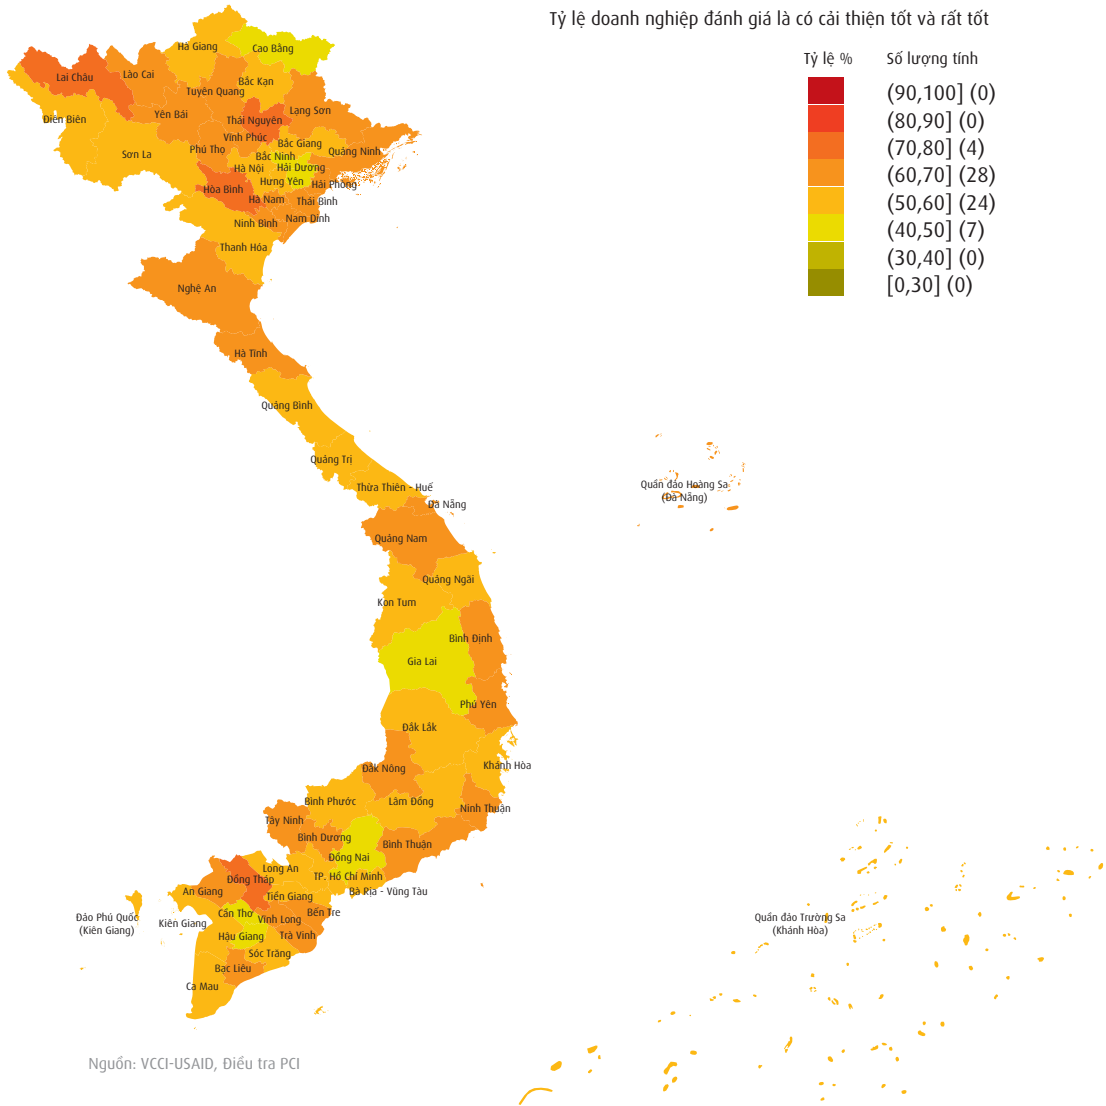 Tỷ lệ doanh nghiệp đánh giá là có cải thiện tốt và rất tốt
Tỷ lệ %
Số lượng tính
(90,100] (0)
(80,90] (0)
(70,80] (4)
(60,70] (28)
(50,60] (24)
(40,50] (7)
(30,40] (0)
[0,30] (0)
Hà Giang
Cao Bằng
Lai Châu
Lào Cai
Bắc Kạn
Tuyên Quang
Điên Biên
Yên Bái
Thái Nguyên
Lạng Sơn
Vĩnh Phúc
Sơn La
Phú Thọ
Bắc Giang
Quảng Ninh
Bắc Ninh
Hà Nội
Hải Dương
Hưng Yên
Hải Phòng
Hòa Bình
Hà Nam
Thái Bình
Ninh Bình
Nam Dính
Thanh Hóa
Nghệ An
Hà Tĩnh
Quảng Bình
Quảng Trị
Thừa Thiên - Huế
Đà Nẵng
Quảng Nam
Quảng Ngãi
Kon Tum
Bình Định
Gia Lai
Phú Yên
Đắk Lắk
Đắk Nông
Khánh Hòa
Bình Phước
Lâm Đồng
Ninh Thuận
Tây Ninh
Bình Dương
Bình Thuận
Đồng Nai
Long An
TP. Hồ Chí Minh
Đồng Tháp
An Giang
Tiền Giang
Bà Rịa - Vũng Tàu
Đảo Phú Quốc
(Kiên Giang)
Kiên Giang
Cần Thơ
Vĩnh Long
Bến Tre
Hậu Giang
Trà Vinh
Sóc Trăng
Bạc Liêu
Ca Mau
Quần đảo Hoàng Sa
(Đà Nẵng)
Quần đảo Trường Sa
(Khánh Hòa)
Nguồn: VCCI-USAID, Điều tra PCI